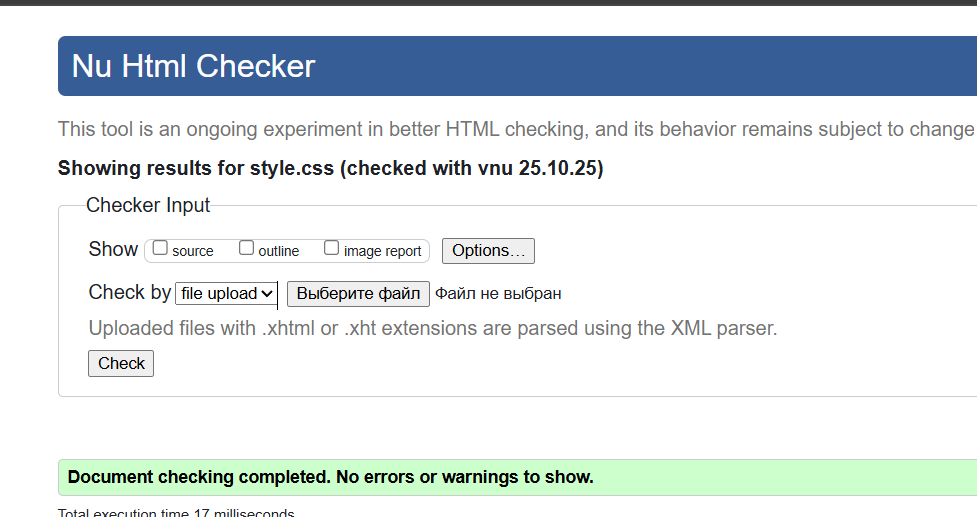 Nu Html Checker
This tool is an ongoing experiment in better HTML checking, and its behavior remains subject to change
Showing results for style.css (checked with vnu 25.10.25)
Checker Input
Show source outline image report Options...
Check by file upload Выберите файл Файл не выбран
Uploaded files with .xhtml or .xht extensions are parsed using the XML parser.
Check
Document checking completed. No errors or warnings to show.
Total execution time 17 milliseconds.